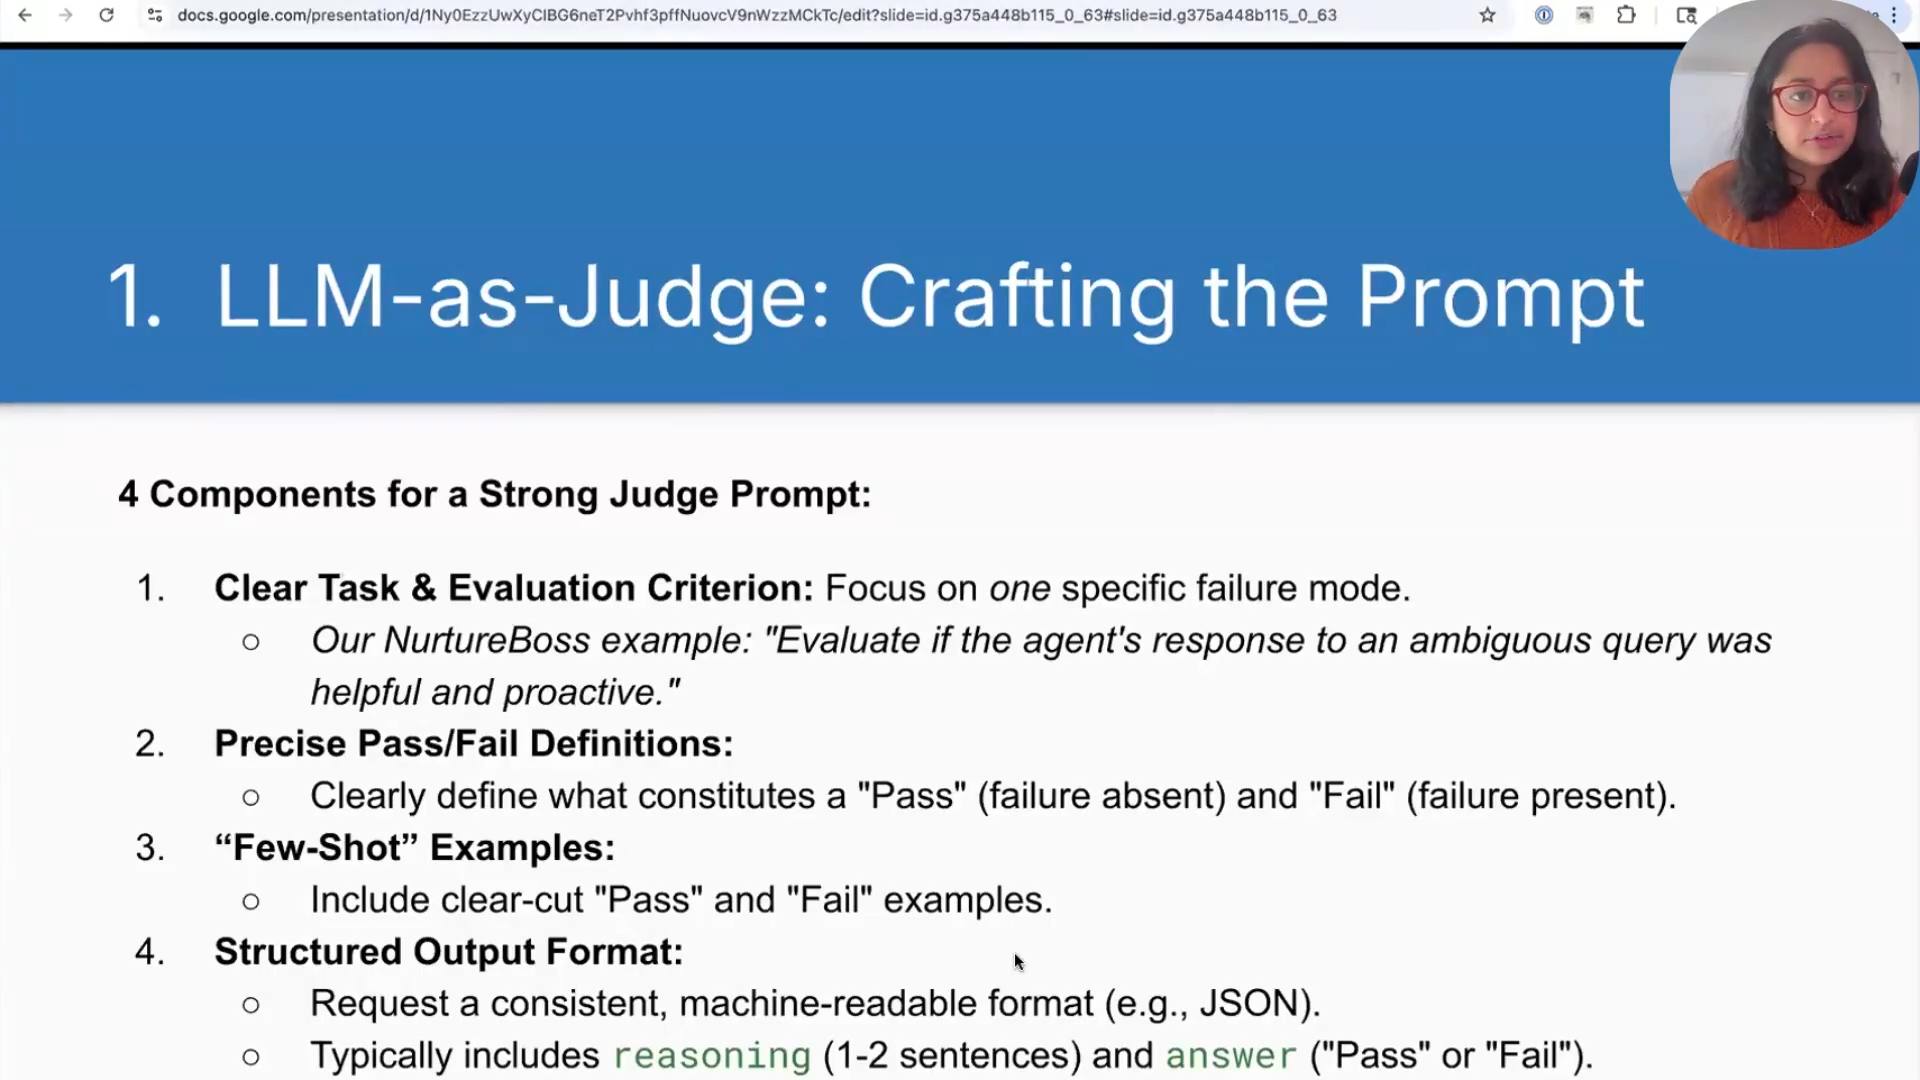 docs.google.com/presentation/d/1Ny0EzzUwXyCIBG6neT2Pvhf3pffNuovcV9nWzzMCkTc/edit?slide=id.g375a448b115_0_63#slide=id.g375a448b115_0_63
1. LLM-as-Judge: Crafting the Prompt
4 Components for a Strong Judge Prompt:
1. Clear Task & Evaluation Criterion: Focus on one specific failure mode.
○ Our NurtureBoss example: "Evaluate if the agent's response to an ambiguous query was
helpful and proactive."
2. Precise Pass/Fail Definitions:
○ Clearly define what constitutes a "Pass" (failure absent) and "Fail" (failure present).
3. “Few-Shot” Examples:
○ Include clear-cut "Pass" and "Fail" examples.
4. Structured Output Format:
○ Request a consistent, machine-readable format (e.g., JSON).
○ Typically includes reasoning (1-2 sentences) and answer ("Pass" or "Fail").